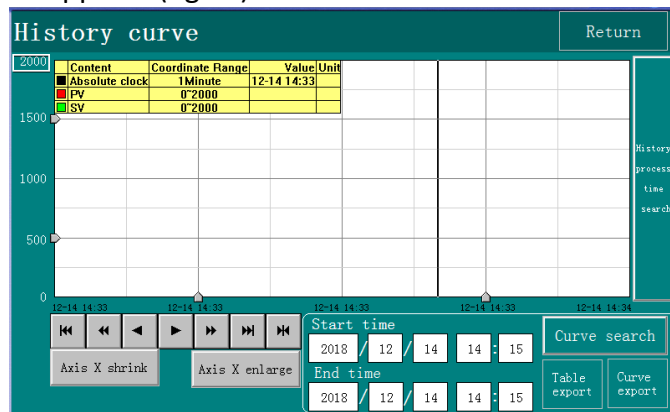 History curve
Return
2000
Content Coordinate Range Value Unit
Absolute clock 1Minute 12-14 14:33
PV 0~2000
SV 0~2000
1500
1000
500
0
History
process
time
search
12-14 14:33 12-14 14:33 12-14 14:33 12-14 14:33 12-14 14:34
Axis X shrink
Axis X enlarge
Start time
2018 / 12 / 14 14 : 15
End time
2018 / 12 / 14 14 : 15
Curve search
Table
export
Curve
export